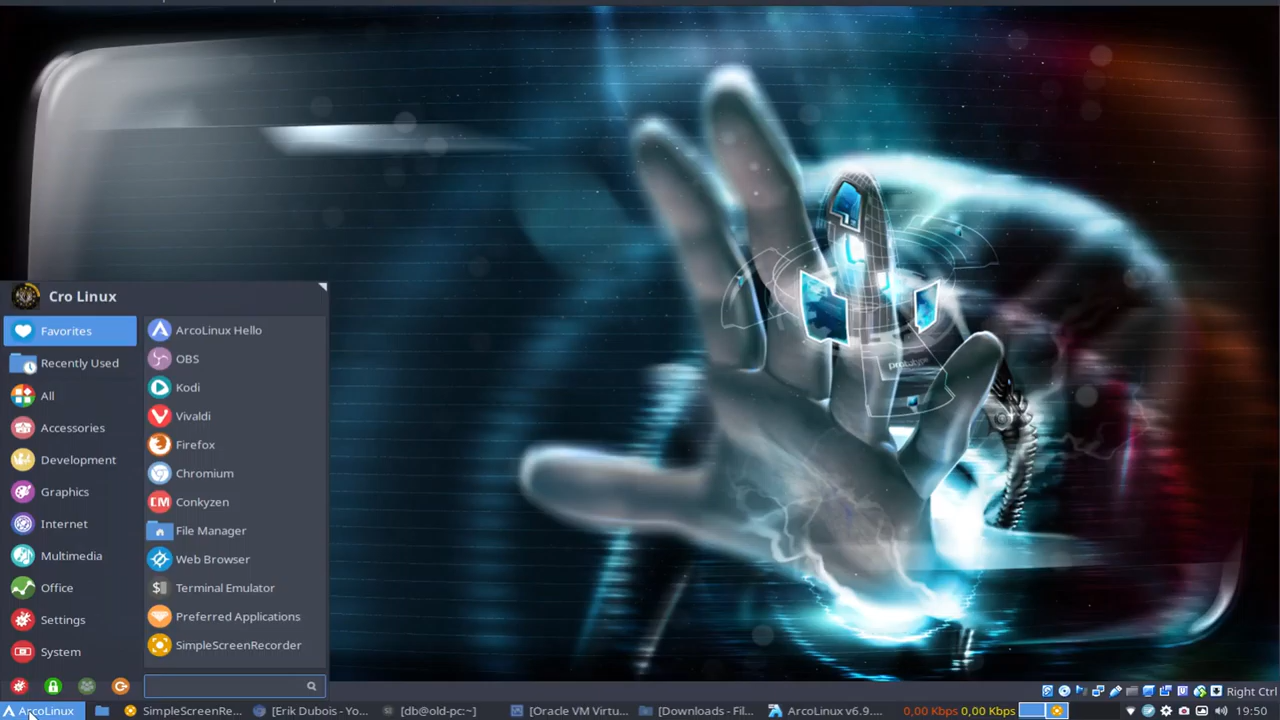 Cro Linux
Favorites
Recently Used
All
Accessories
Development
Graphics
Internet
Multimedia
Office
Settings
System
ArcoLinux Hello
OBS
Kodi
Vivaldi
Firefox
Chromium
CM Conkyzen
File Manager
Web Browser
$ Terminal Emulator
Preferred Applications
SimpleScreenRecorder
prototype
Right Ctrl
ArcoLinux
SimpleScreenRe...
[Erik Dubois - Yo...
[db@old-pc:~]
[Oracle VM Virtu...
[Downloads - Fil...
ArcoLinux v6.9....
0,00 Kbps 0,00 Kbps
19:50